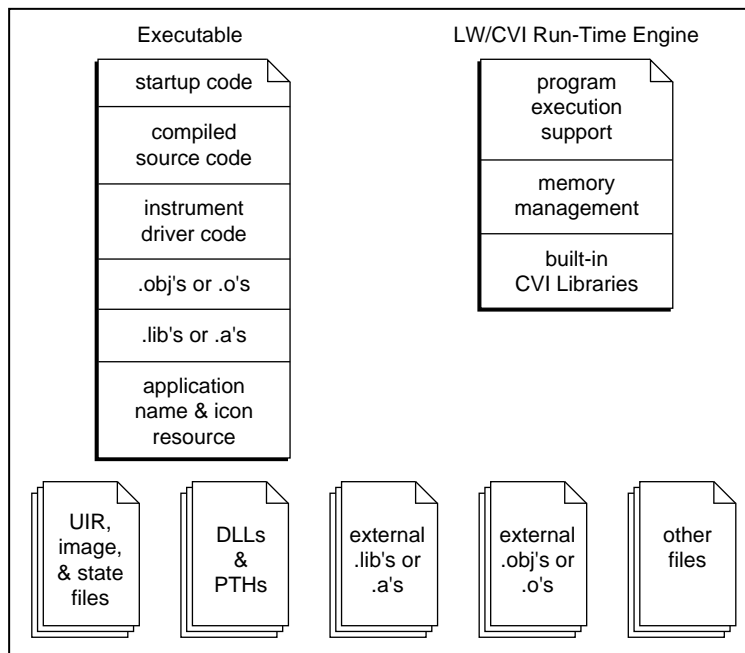 Executable
startup code
compiled
source code
instrument
driver code
.obj's or .o's
.lib's or .a's
application
name & icon
resource
LW/CVI Run-Time Engine
program
execution
support
memory
management
built-in
CVI Libraries
UIR,
image,
& state
files
DLLs
&
PTHs
external
.lib's or
.a's
external
.obj's or
.o's
other
files